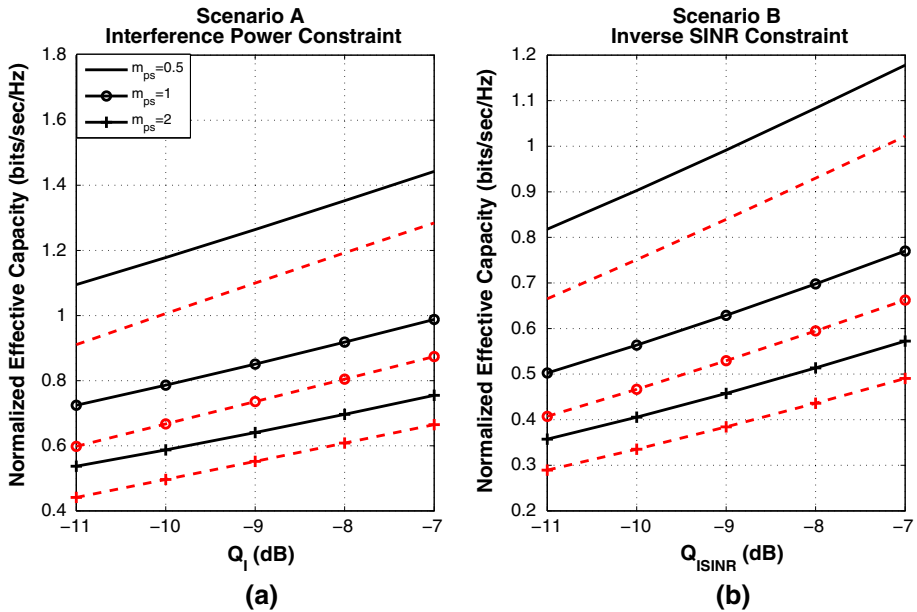 Scenario A
Interference Power Constraint
1.8
1.6
1.4
1.2
1
0.8
0.6
0.4
Normalized Effective Capacity (bits/sec/Hz)
m_ps=0.5
m_ps=1
m_ps=2
−11 −10 −9 −8 −7
Q_I (dB)
(a)
Scenario B
Inverse SINR Constraint
1.2
1.1
1
0.9
0.8
0.7
0.6
0.5
0.4
0.3
0.2
Normalized Effective Capacity (bits/sec/Hz)
−11 −10 −9 −8 −7
Q_ISINR (dB)
(b)